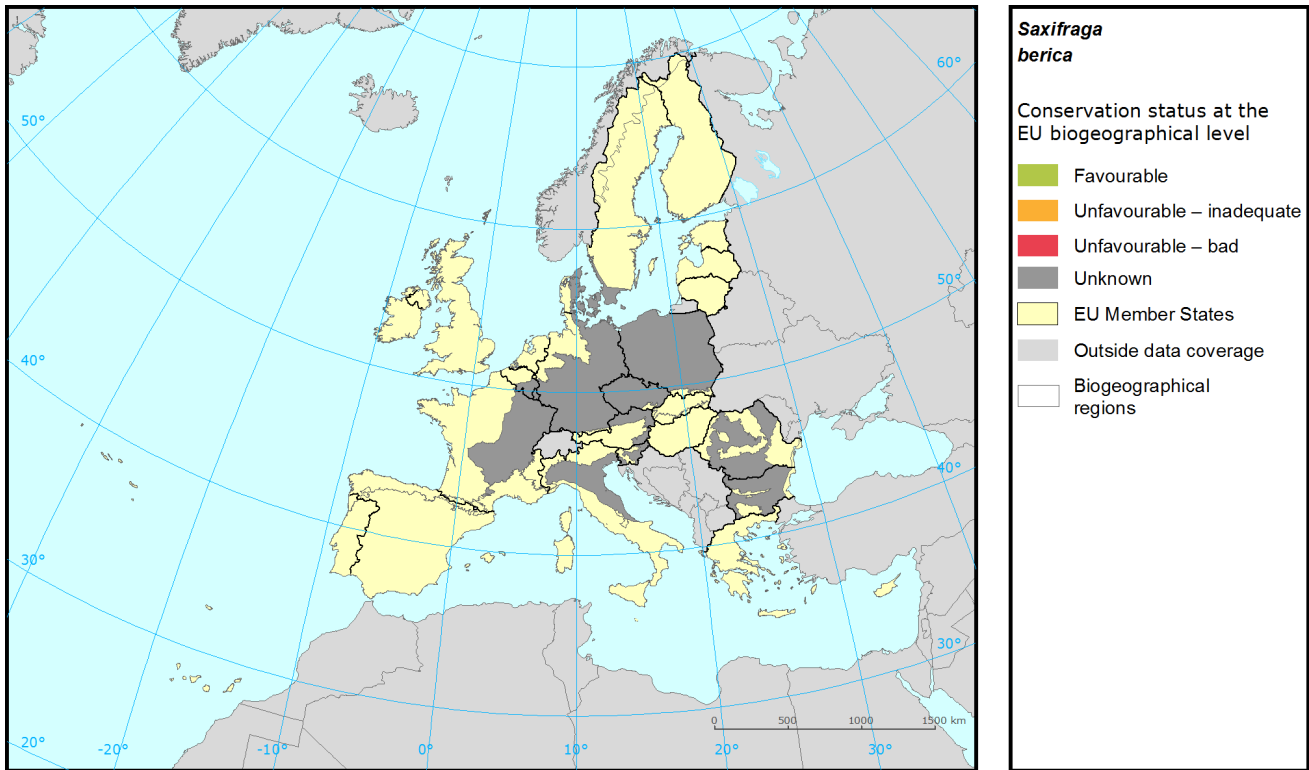 Saxifraga
berica
Conservation status at the
EU biogeographical level
Favourable
Unfavourable – inadequate
Unfavourable – bad
Unknown
EU Member States
Outside data coverage
Biogeographical
regions
60°
50°
50°
40°
40°
30°
30°
20°
-20°
-10°
0°
10°
20°
30°
0
500
1000
1500 km